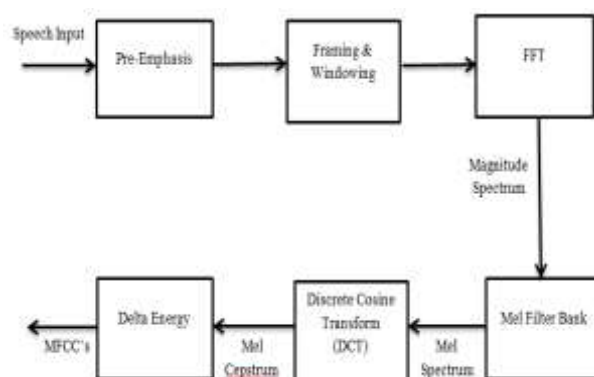 Speech Input
Pre-Emphasis
Framing &
Windowing
FFT
Magnitude
Spectrum
Mel Filter Bank
Mel
Spectrum
Discrete Cosine
Transform
(DCT)
Mel
Cepstrum
Delta Energy
MFCC`s